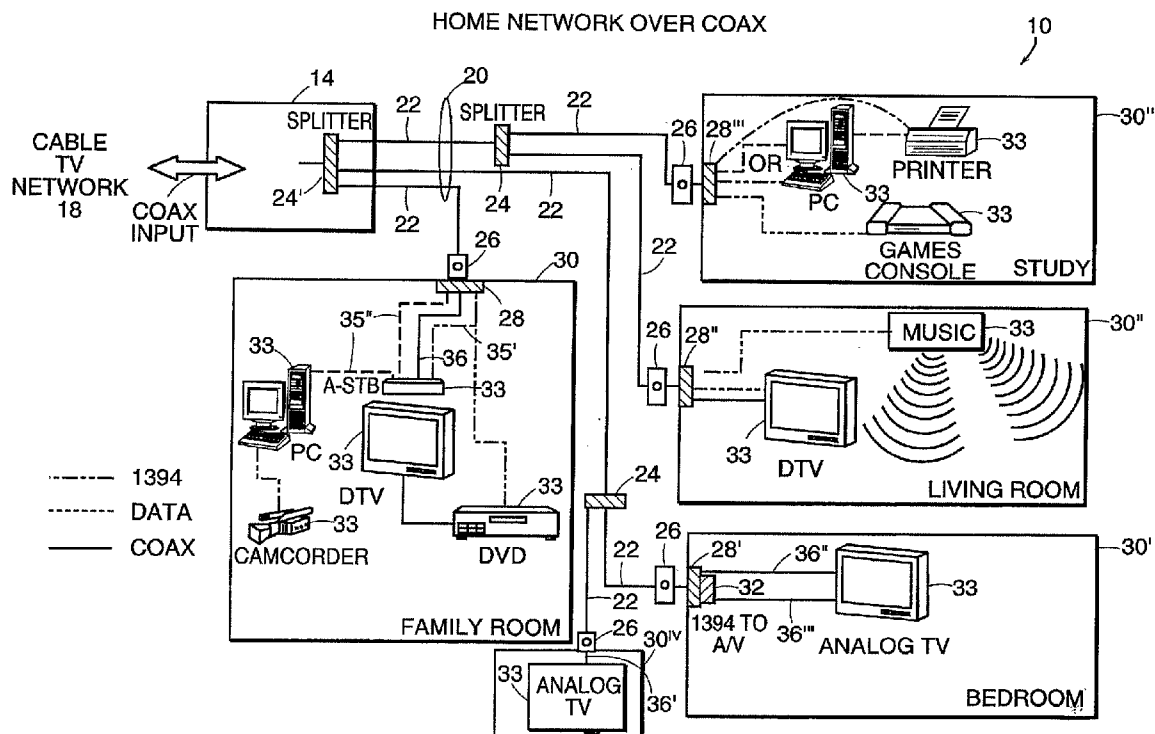 HOME NETWORK OVER COAX
10
14
20
SPLITTER
22
SPLITTER
22
CABLE
TV
NETWORK
18
COAX
INPUT
24'
22
24
22
26
28'''
OR
PC
33
PRINTER
33
33
GAMES
CONSOLE
STUDY
30"
26
30
28
35"
36
35'
33
A-STB
33
PC
33
DTV
33
DVD
33
CAMCORDER
FAMILY ROOM
1394
DATA
COAX
22
26
28"
MUSIC
33
33
DTV
LIVING ROOM
30"
24
22
22
26
28'
32
1394 TO
A/V
36"
36'''
33
ANALOG TV
BEDROOM
30'
26
30IV
36'
33
ANALOG
TV